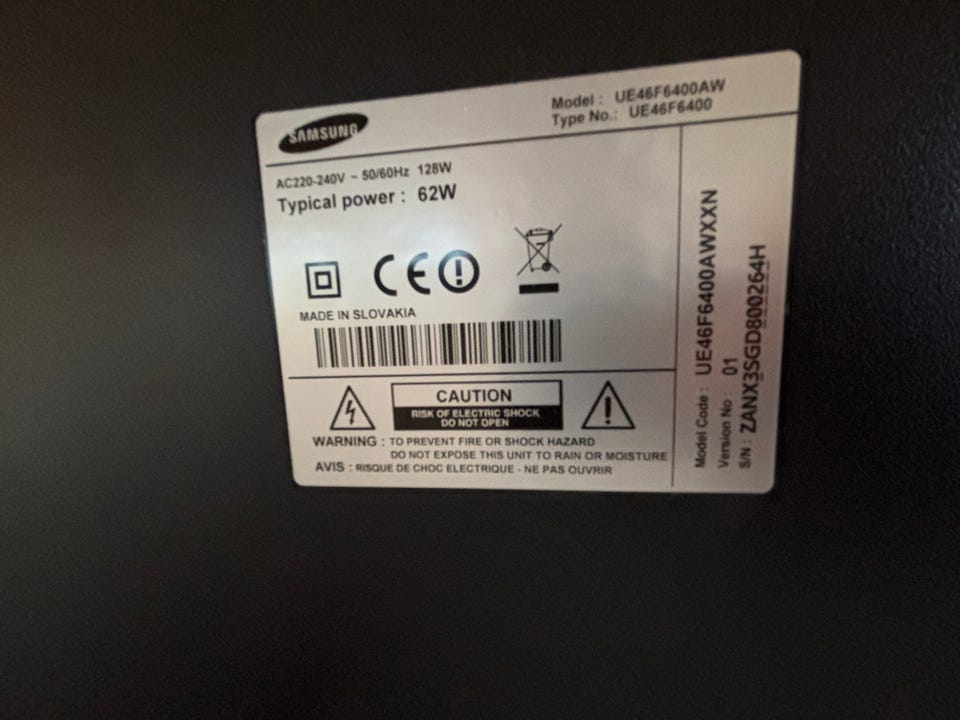 SAMSUNG
Model : UE46F6400AW
Type No.: UE46F6400
AC220-240V ~ 50/60Hz 128W
Typical power : 62W
CE
MADE IN SLOVAKIA
CAUTION
RISK OF ELECTRIC SHOCK
DO NOT OPEN
WARNING : TO PREVENT FIRE OR SHOCK HAZARD
DO NOT EXPOSE THIS UNIT TO RAIN OR MOISTURE
AVIS : RISQUE DE CHOC ELECTRIQUE - NE PAS OUVRIR
Model Code : UE46F6400AWXXN
Version No : 01
S/N : ZANX3SGD800264H